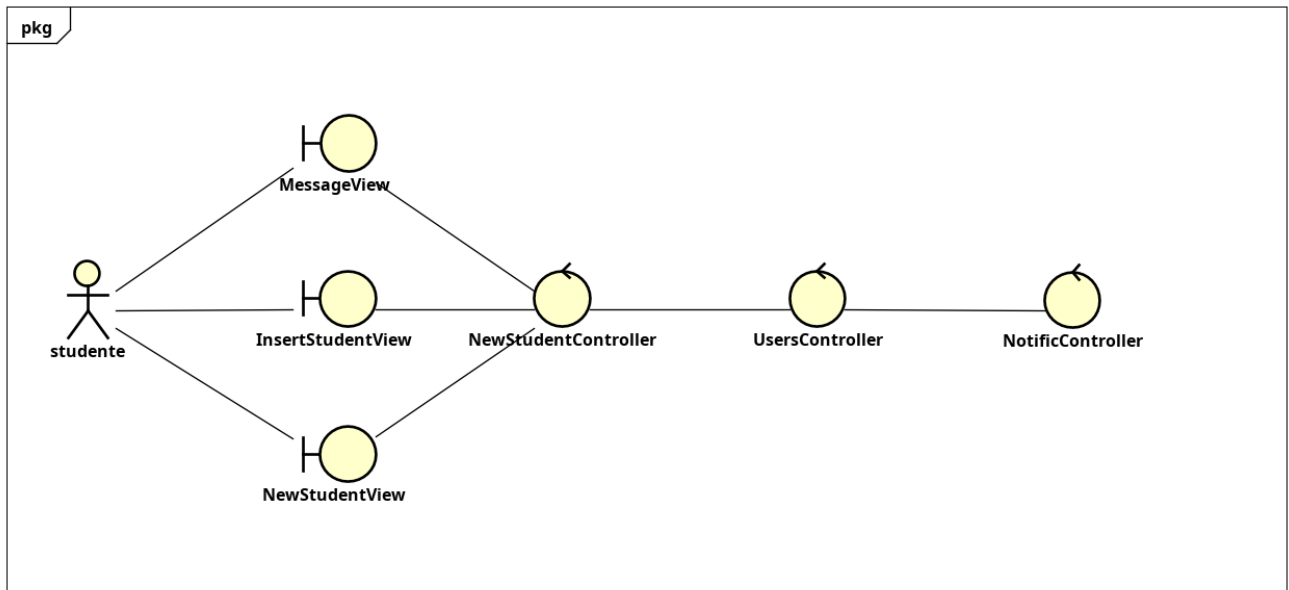 pkg
MessageView
studente
InsertStudentView
NewStudentController
UsersController
NotificController
NewStudentView